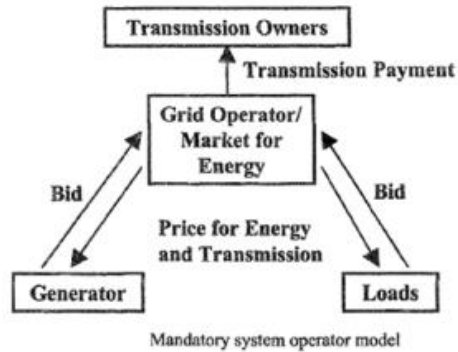 Transmission Owners
Transmission Payment
Grid Operator/
Market for
Energy
Bid
Bid
Price for Energy
and Transmission
Generator
Loads
Mandatory system operator model